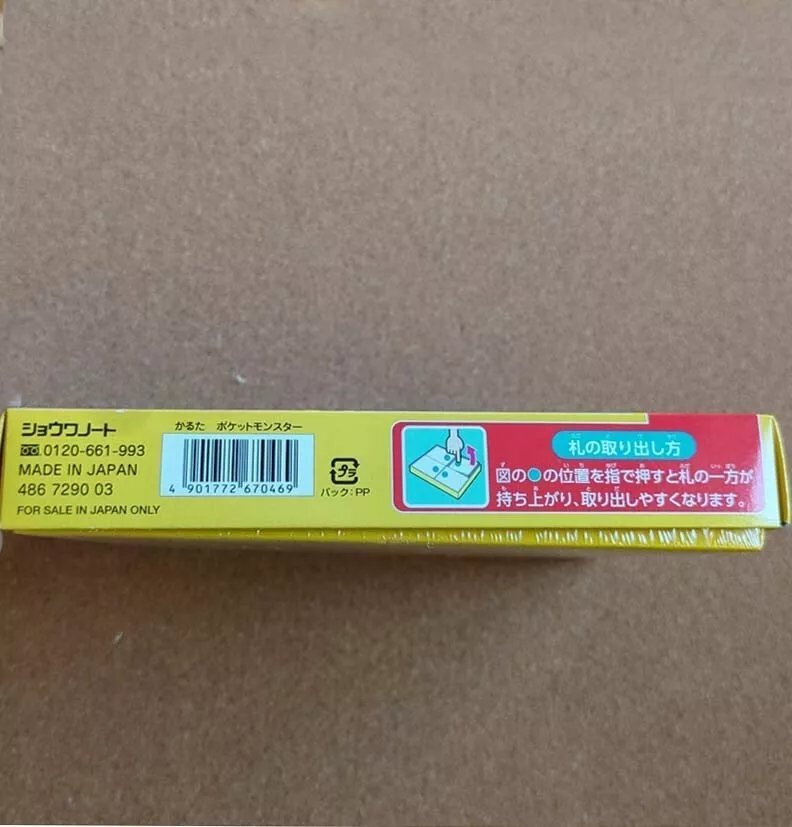 ショウワノート
0120-661-993
MADE IN JAPAN
486 7290 03
FOR SALE IN JAPAN ONLY
かるた ポケットモンスター
4 901772 670469
プラ
パック:PP
札の取り出し方
図の●の位置を指で押すと札の一方が
持ち上がり、取り出しやすくなります。